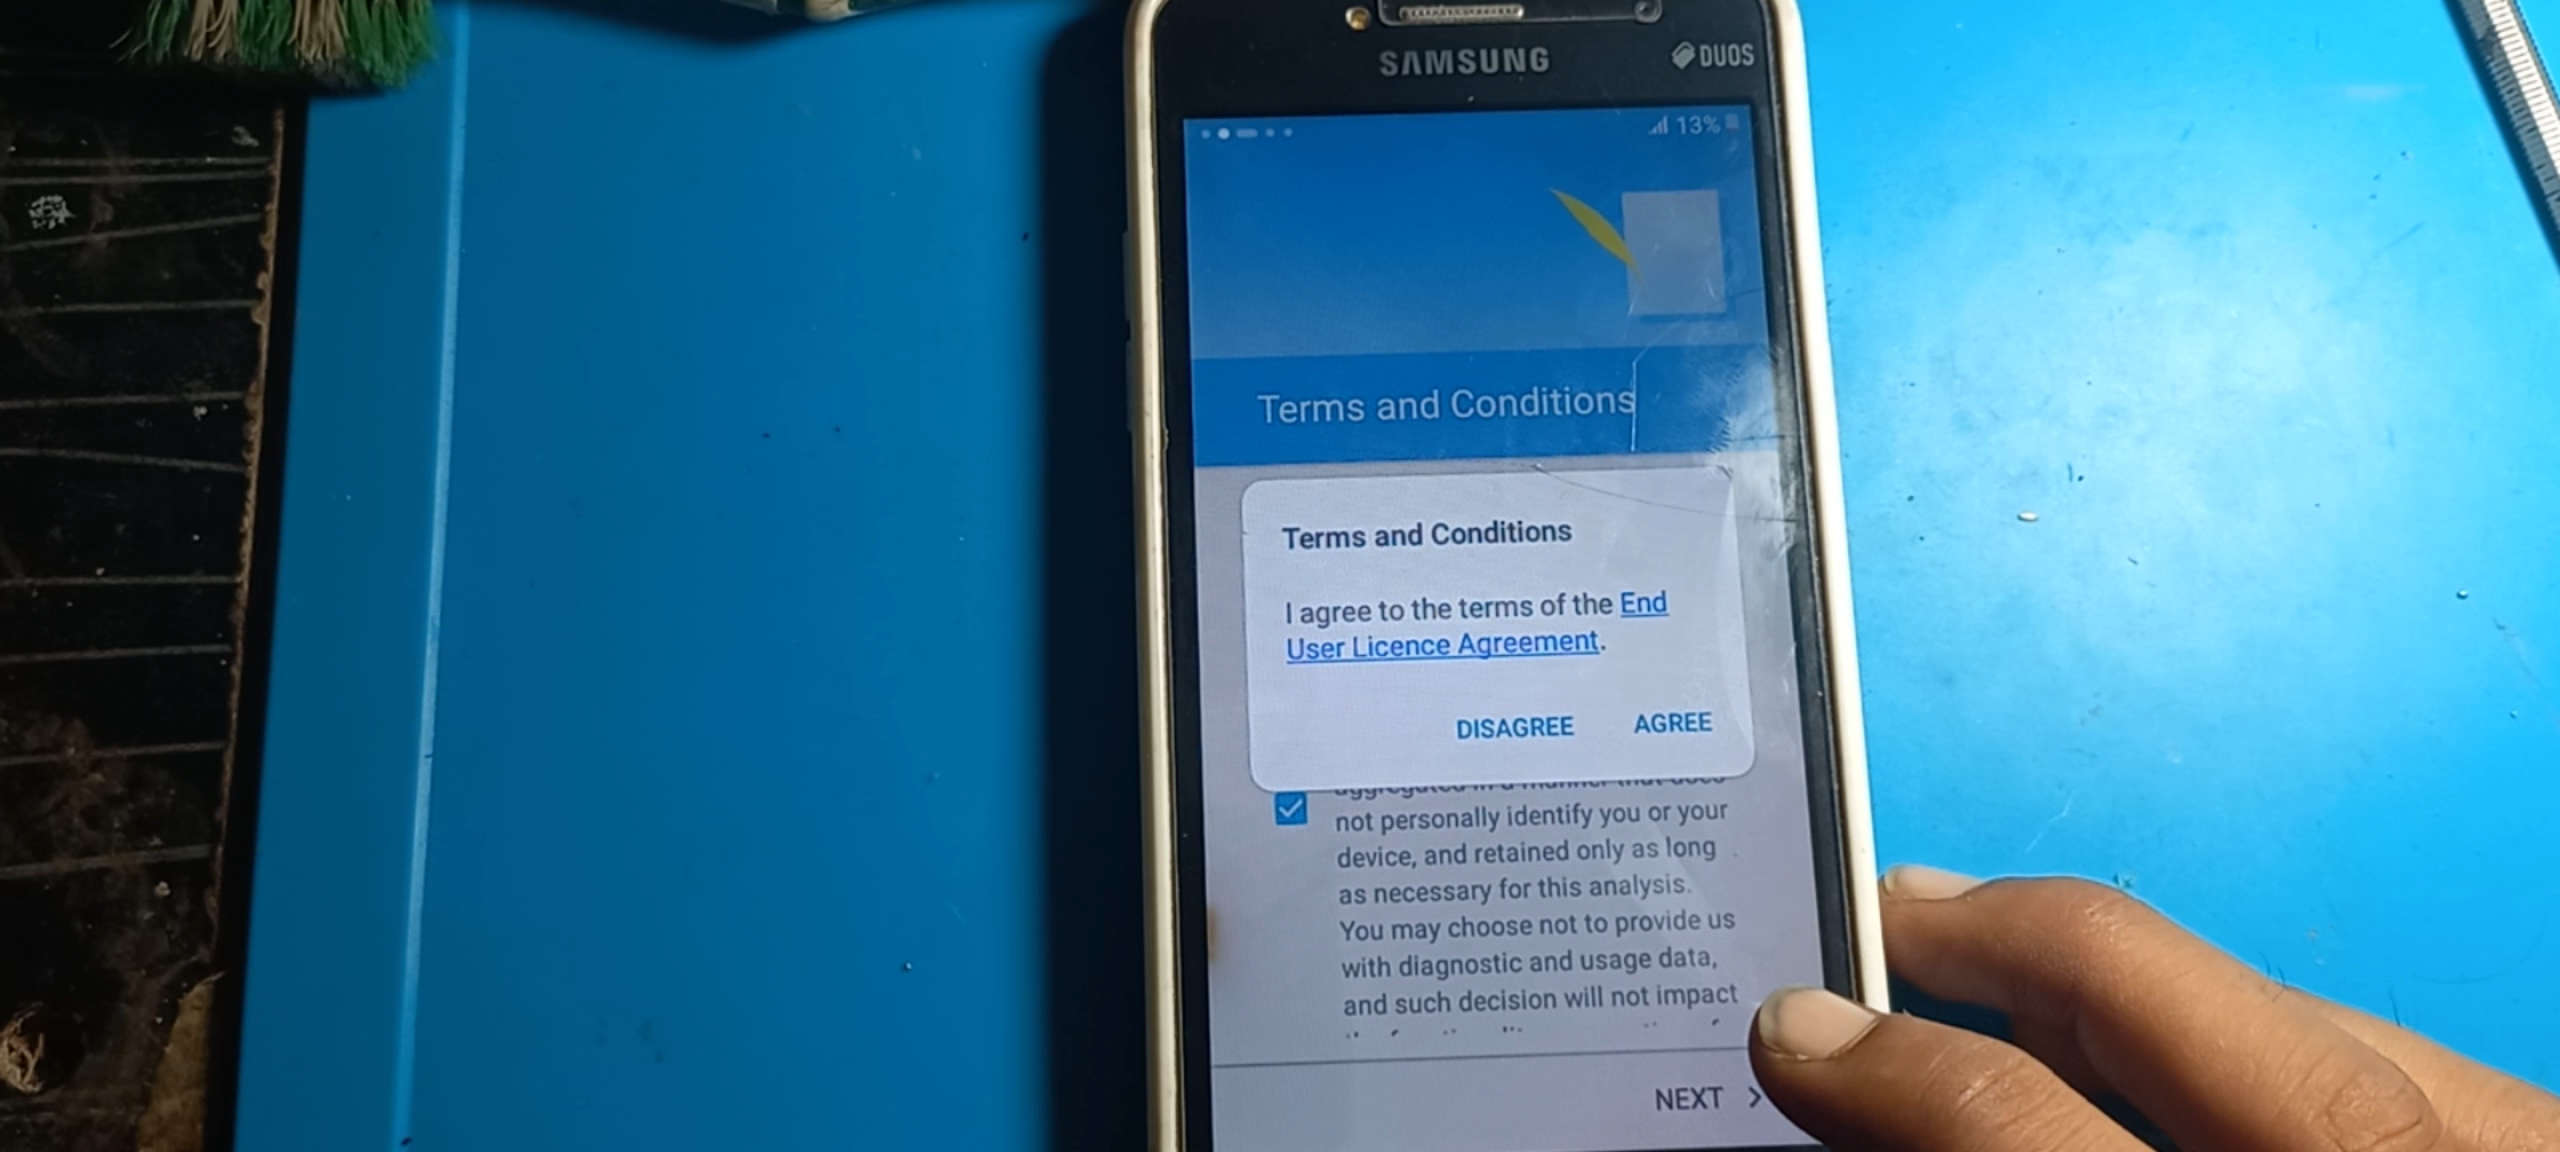 SAMSUNG
DUOS
13%
Terms and Conditions
Terms and Conditions
I agree to the terms of the End
User Licence Agreement.
DISAGREE AGREE
not personally identify you or your
device, and retained only as long
as necessary for this analysis.
You may choose not to provide us
with diagnostic and usage data,
and such decision will not impact
NEXT >